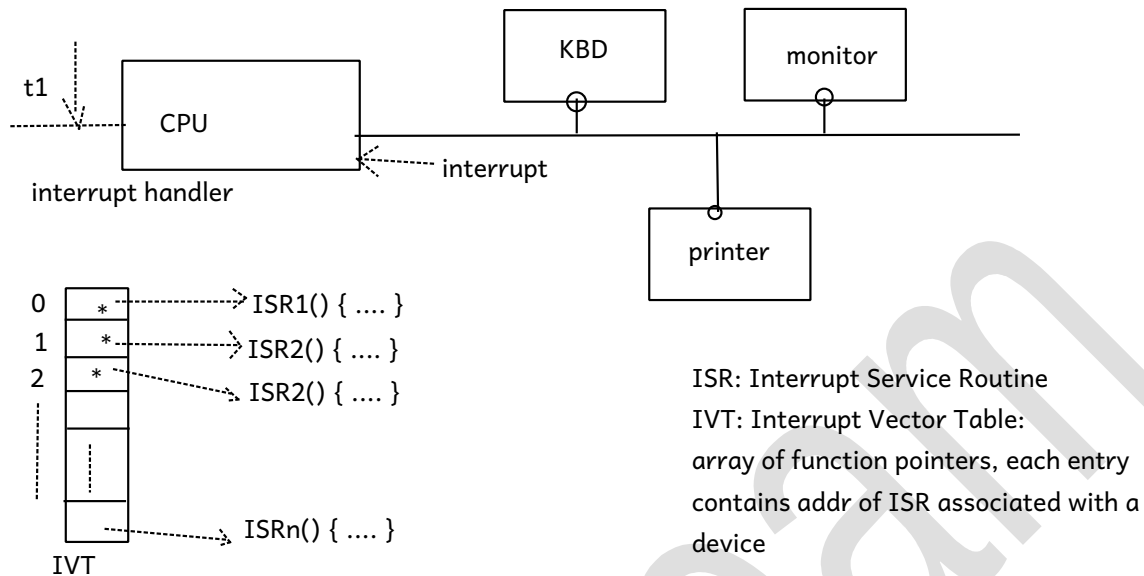 t1
CPU
KBD
monitor
interrupt
interrupt handler
printer
0
* ISR1() { .... }
1
* ISR2() { .... }
2
* ISR2() { .... }
ISRn() { .... }
IVT
ISR: Interrupt Service Routine
IVT: Interrupt Vector Table:
array of function pointers, each entry
contains addr of ISR associated with a
device